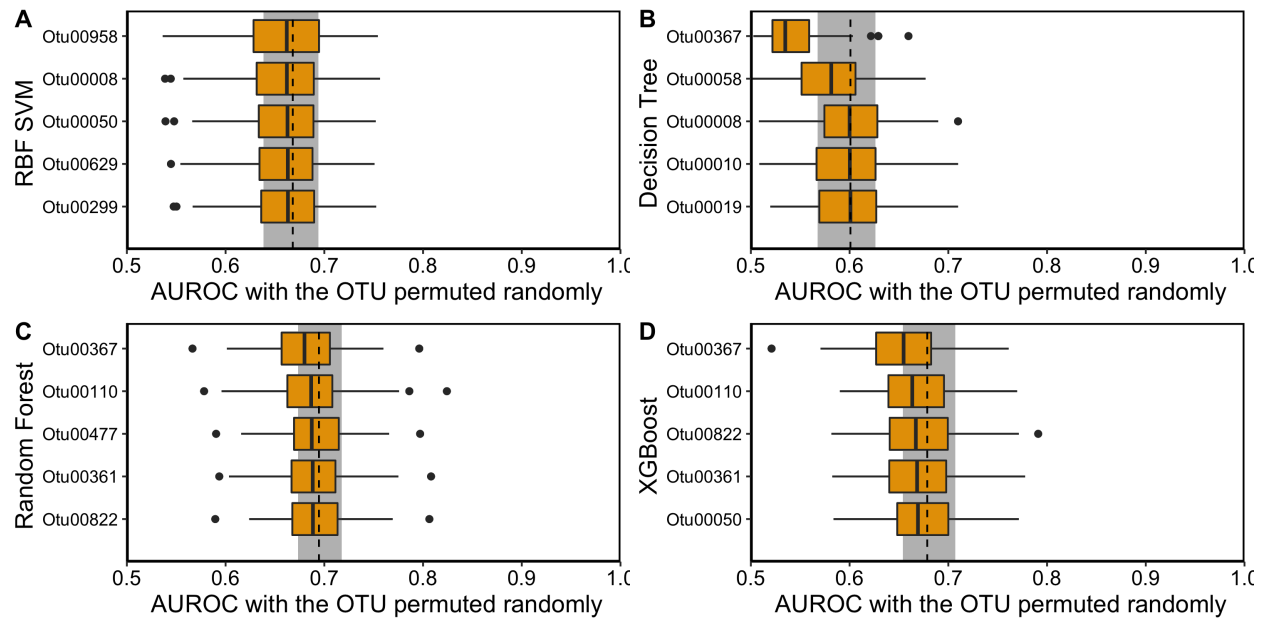 A
RBF SVM
Otu00958
Otu00008
Otu00050
Otu00629
Otu00299
0.5 0.6 0.7 0.8 0.9 1.0
AUROC with the OTU permuted randomly
B
Decision Tree
Otu00367
Otu00058
Otu00008
Otu00010
Otu00019
0.5 0.6 0.7 0.8 0.9 1.0
AUROC with the OTU permuted randomly
C
Random Forest
Otu00367
Otu00110
Otu00477
Otu00361
Otu00822
0.5 0.6 0.7 0.8 0.9 1.0
AUROC with the OTU permuted randomly
D
XGBoost
Otu00367
Otu00110
Otu00822
Otu00361
Otu00050
0.5 0.6 0.7 0.8 0.9 1.0
AUROC with the OTU permuted randomly